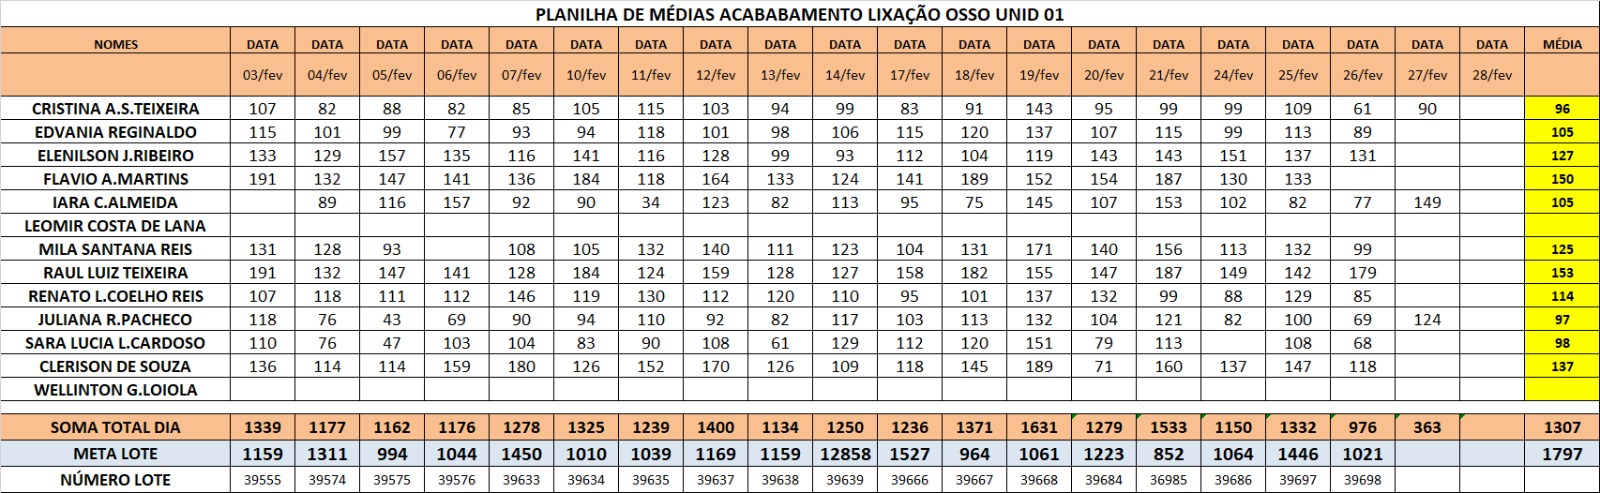 PLANILHA DE MÉDIAS ACABABAMENTO LIXAÇÃO OSSO UNID 01
NOMES DATA DATA DATA DATA DATA DATA DATA DATA DATA DATA DATA DATA DATA DATA DATA DATA DATA DATA DATA DATA MÉDIA
03/fev 04/fev 05/fev 06/fev 07/fev 10/fev 11/fev 12/fev 13/fev 14/fev 17/fev 18/fev 19/fev 20/fev 21/fev 24/fev 25/fev 26/fev 27/fev 28/fev
CRISTINA A.S.TEIXEIRA 107 82 88 82 85 105 115 103 94 99 83 91 143 95 99 99 109 61 90 96
EDVANIA REGINALDO 115 101 99 77 93 94 118 101 98 106 115 120 137 107 115 99 113 89 105
ELENILSON J.RIBEIRO 133 129 157 135 116 141 116 128 99 93 112 104 119 143 143 151 137 131 127
FLAVIO A.MARTINS 191 132 147 141 136 184 118 164 133 124 141 189 152 154 187 130 133 150
IARA C.ALMEIDA 89 116 157 92 90 34 123 82 113 95 75 145 107 153 102 82 77 149 105
LEOMIR COSTA DE LANA
MILA SANTANA REIS 131 128 93 108 105 132 140 111 123 104 131 171 140 156 113 132 99 125
RAUL LUIZ TEIXEIRA 191 132 147 141 128 184 124 159 128 127 158 182 155 147 187 149 142 179 153
RENATO L.COELHO REIS 107 118 111 112 146 119 130 112 120 110 95 101 137 132 99 88 129 85 114
JULIANA R.PACHECO 118 76 43 69 90 94 110 92 82 117 103 113 132 104 121 82 100 69 124 97
SARA LUCIA L.CARDOSO 110 76 47 103 104 83 90 108 61 129 112 120 151 79 113 108 68 98
CLERISON DE SOUZA 136 114 114 159 180 126 152 170 126 109 118 145 189 71 160 137 147 118 137
WELLINTON G.LOIOLA
SOMA TOTAL DIA 1339 1177 1162 1176 1278 1325 1239 1400 1134 1250 1236 1371 1631 1279 1533 1150 1332 976 363 1307
META LOTE 1159 1311 994 1044 1450 1010 1039 1169 1159 12858 1527 964 1061 1223 852 1064 1446 1021 1797
NÚMERO LOTE 39555 39574 39575 39576 39633 39634 39635 39637 39638 39639 39666 39667 39668 39684 36985 39686 39697 39698